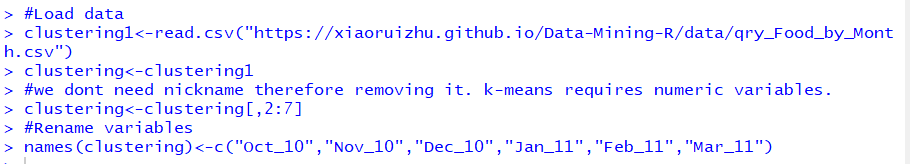 > #Load data
> clustering1<-read.csv("https://xiaoruizhu.github.io/Data-Mining-R/data/qry_Food_by_Mont
h.csv")
> clustering<-clustering1
> #we dont need nickname therefore removing it. k-means requires numeric variables.
> clustering<-clustering[,2:7]
> #Rename variables
> names(clustering)<-c("Oct_10","Nov_10","Dec_10","Jan_11","Feb_11","Mar_11")
>